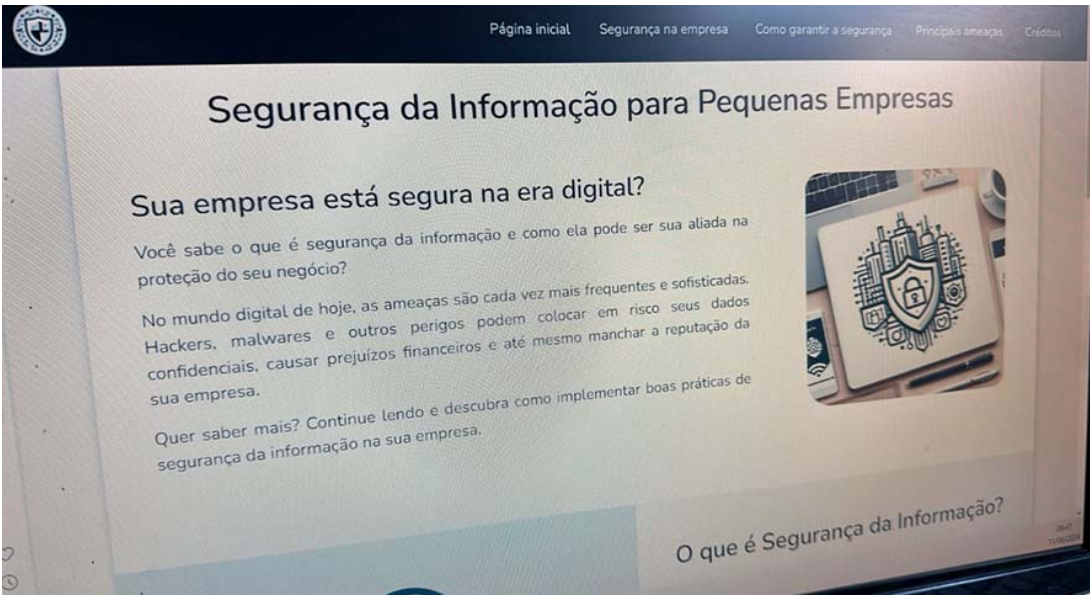 Página inicial Segurança na empresa Como garantir a segurança Principais ameaças Créditos
Segurança da Informação para Pequenas Empresas
Sua empresa está segura na era digital?
Você sabe o que é segurança da informação e como ela pode ser sua aliada na
proteção do seu negócio?
No mundo digital de hoje, as ameaças são cada vez mais frequentes e sofisticadas.
Hackers, malwares e outros perigos podem colocar em risco seus dados
confidenciais, causar prejuízos financeiros e até mesmo manchar a reputação da
sua empresa.
Quer saber mais? Continue lendo e descubra como implementar boas práticas de
segurança da informação na sua empresa.
O que é Segurança da Informação?